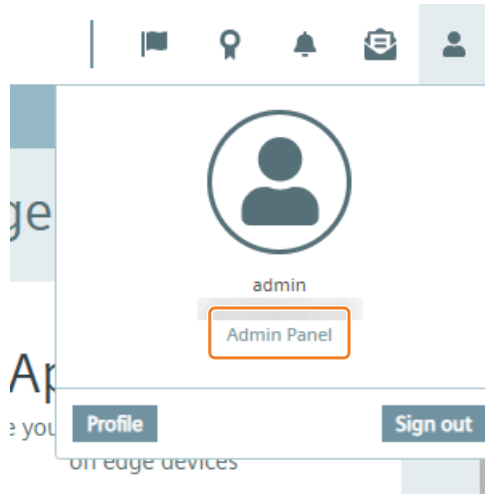 ge
admin
Admin Panel
Ap
e you
Profile
Sign out
on edge devices